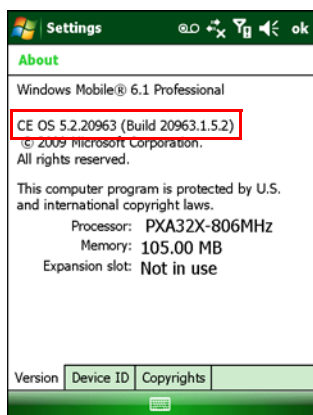 Settings ok
About
Windows Mobile® 6.1 Professional
CE OS 5.2.20963 (Build 20963.1.5.2)
© 2009 Microsoft Corporation.
All rights reserved.
This computer program is protected by U.S.
and international copyright laws.
Processor: PXA32X-806MHz
Memory: 105.00 MB
Expansion slot: Not in use
Version Device ID Copyrights